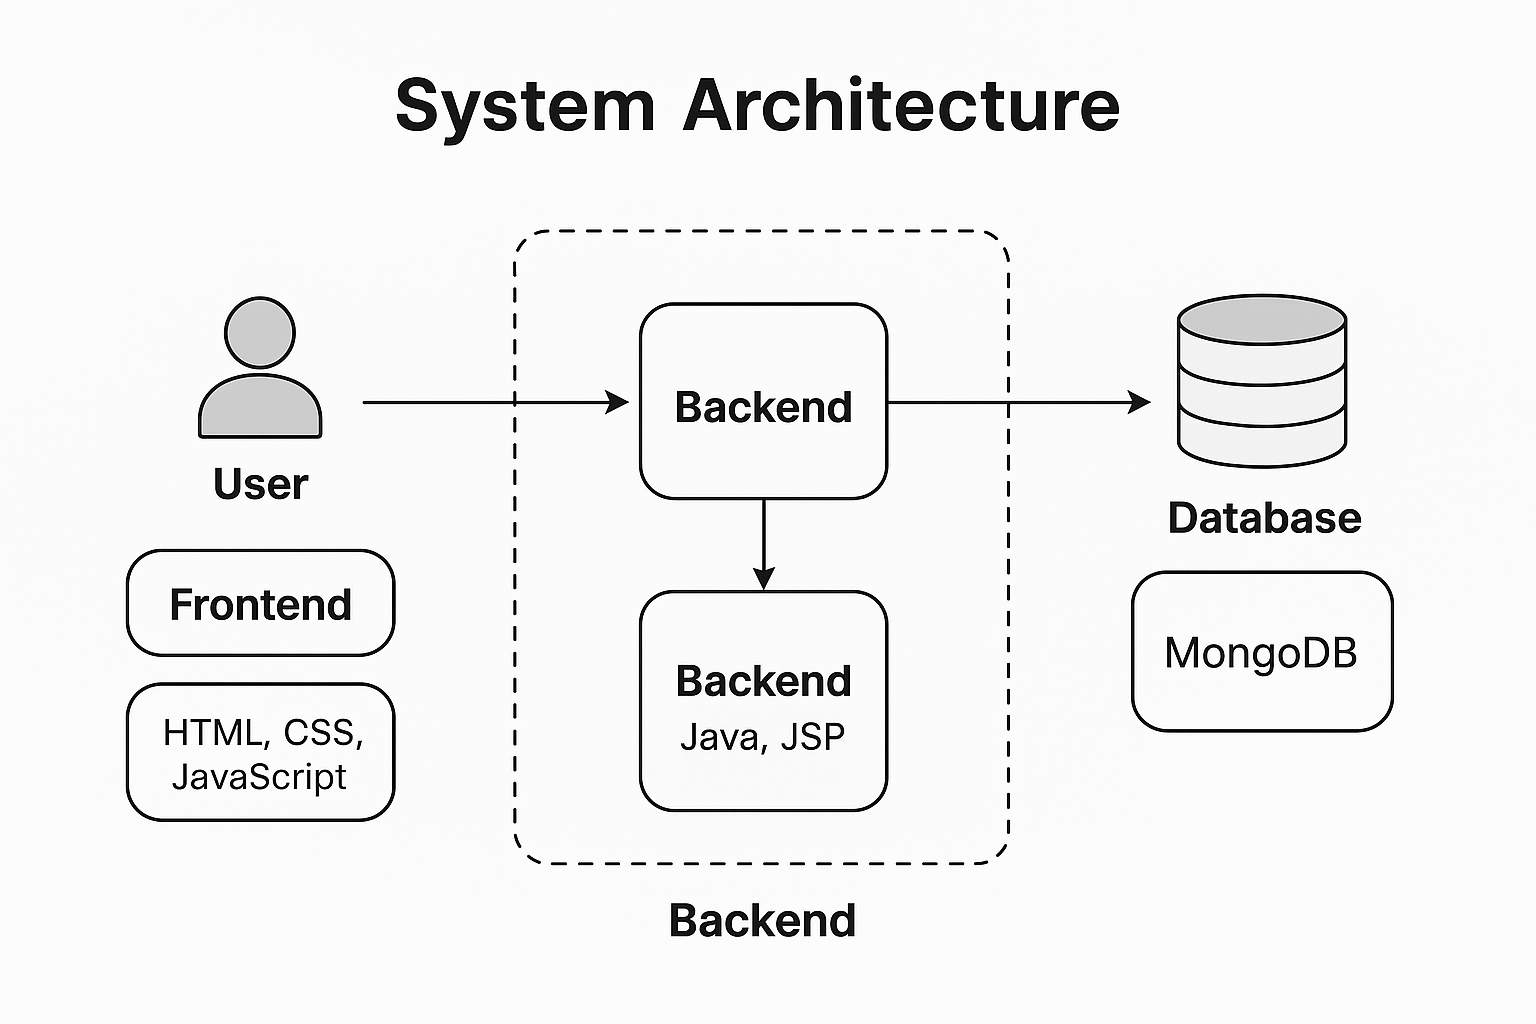 System Architecture
User
Frontend
HTML, CSS,
JavaScript
Backend
Backend
Java, JSP
Backend
Database
MongoDB